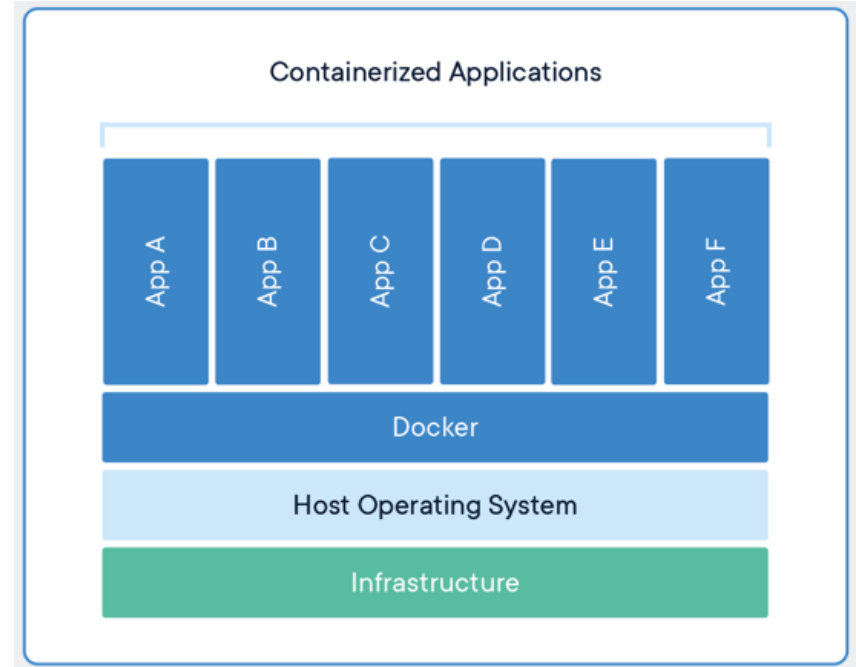 Containerized Applications
App A
App B
App C
App D
App E
App F
Docker
Host Operating System
Infrastructure